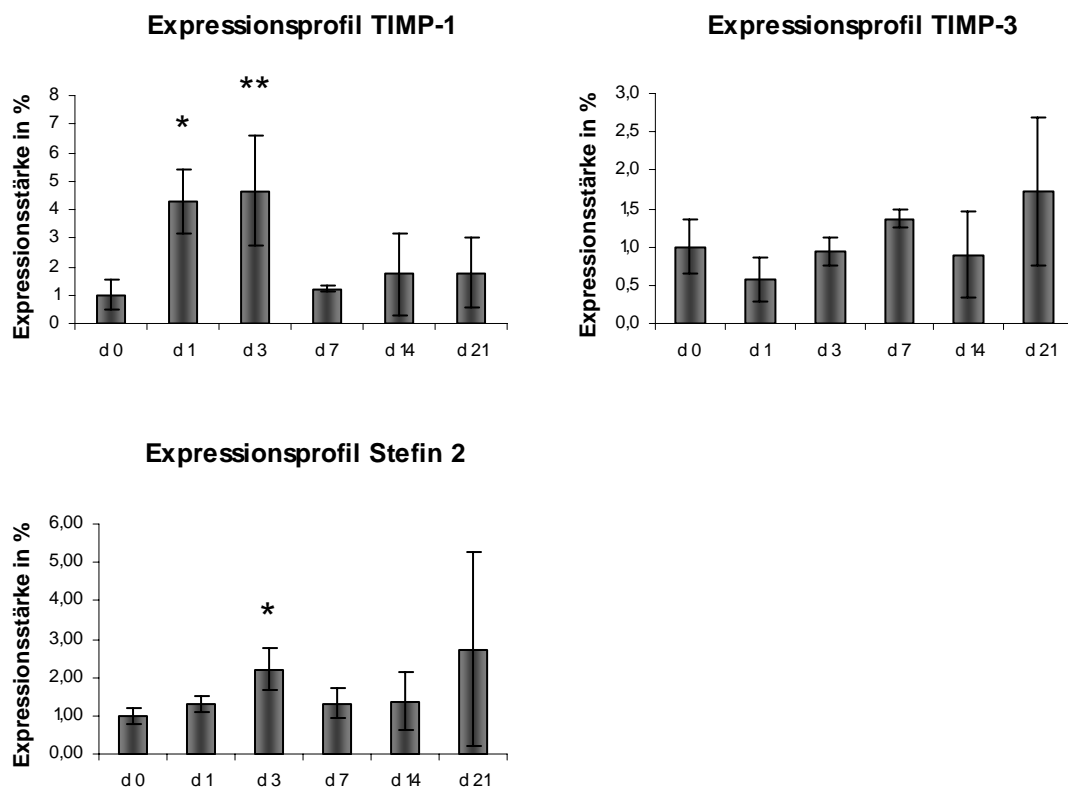 Expressionsprofil TIMP-1
Expressionsstärke in %
8
7
6
5
4
3
2
1
0
*
**
d 0 d 1 d 3 d 7 d 14 d 21
Expressionsprofil TIMP-3
Expressionsstärke in %
3,0
2,5
2,0
1,5
1,0
0,5
0,0
d 0 d 1 d 3 d 7 d 14 d 21
Expressionsprofil Stefin 2
Expressionsstärke in %
6,00
5,00
4,00
3,00
2,00
1,00
0,00
*
d 0 d 1 d 3 d 7 d 14 d 21